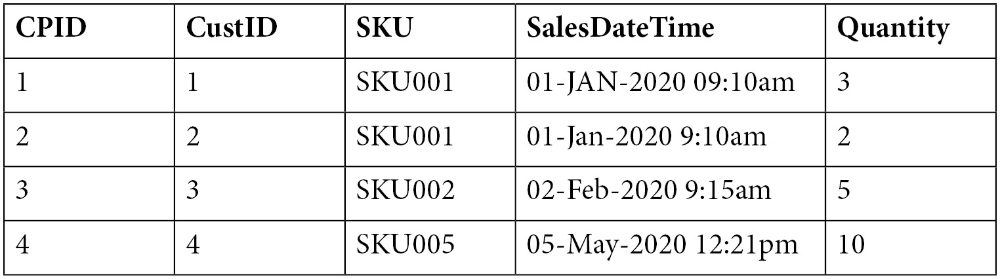 CPID CustID SKU SalesDateTime Quantity
1 1 SKU001 01-JAN-2020 09:10am 3
2 2 SKU001 01-Jan-2020 9:10am 2
3 3 SKU002 02-Feb-2020 9:15am 5
4 4 SKU005 05-May-2020 12:21pm 10